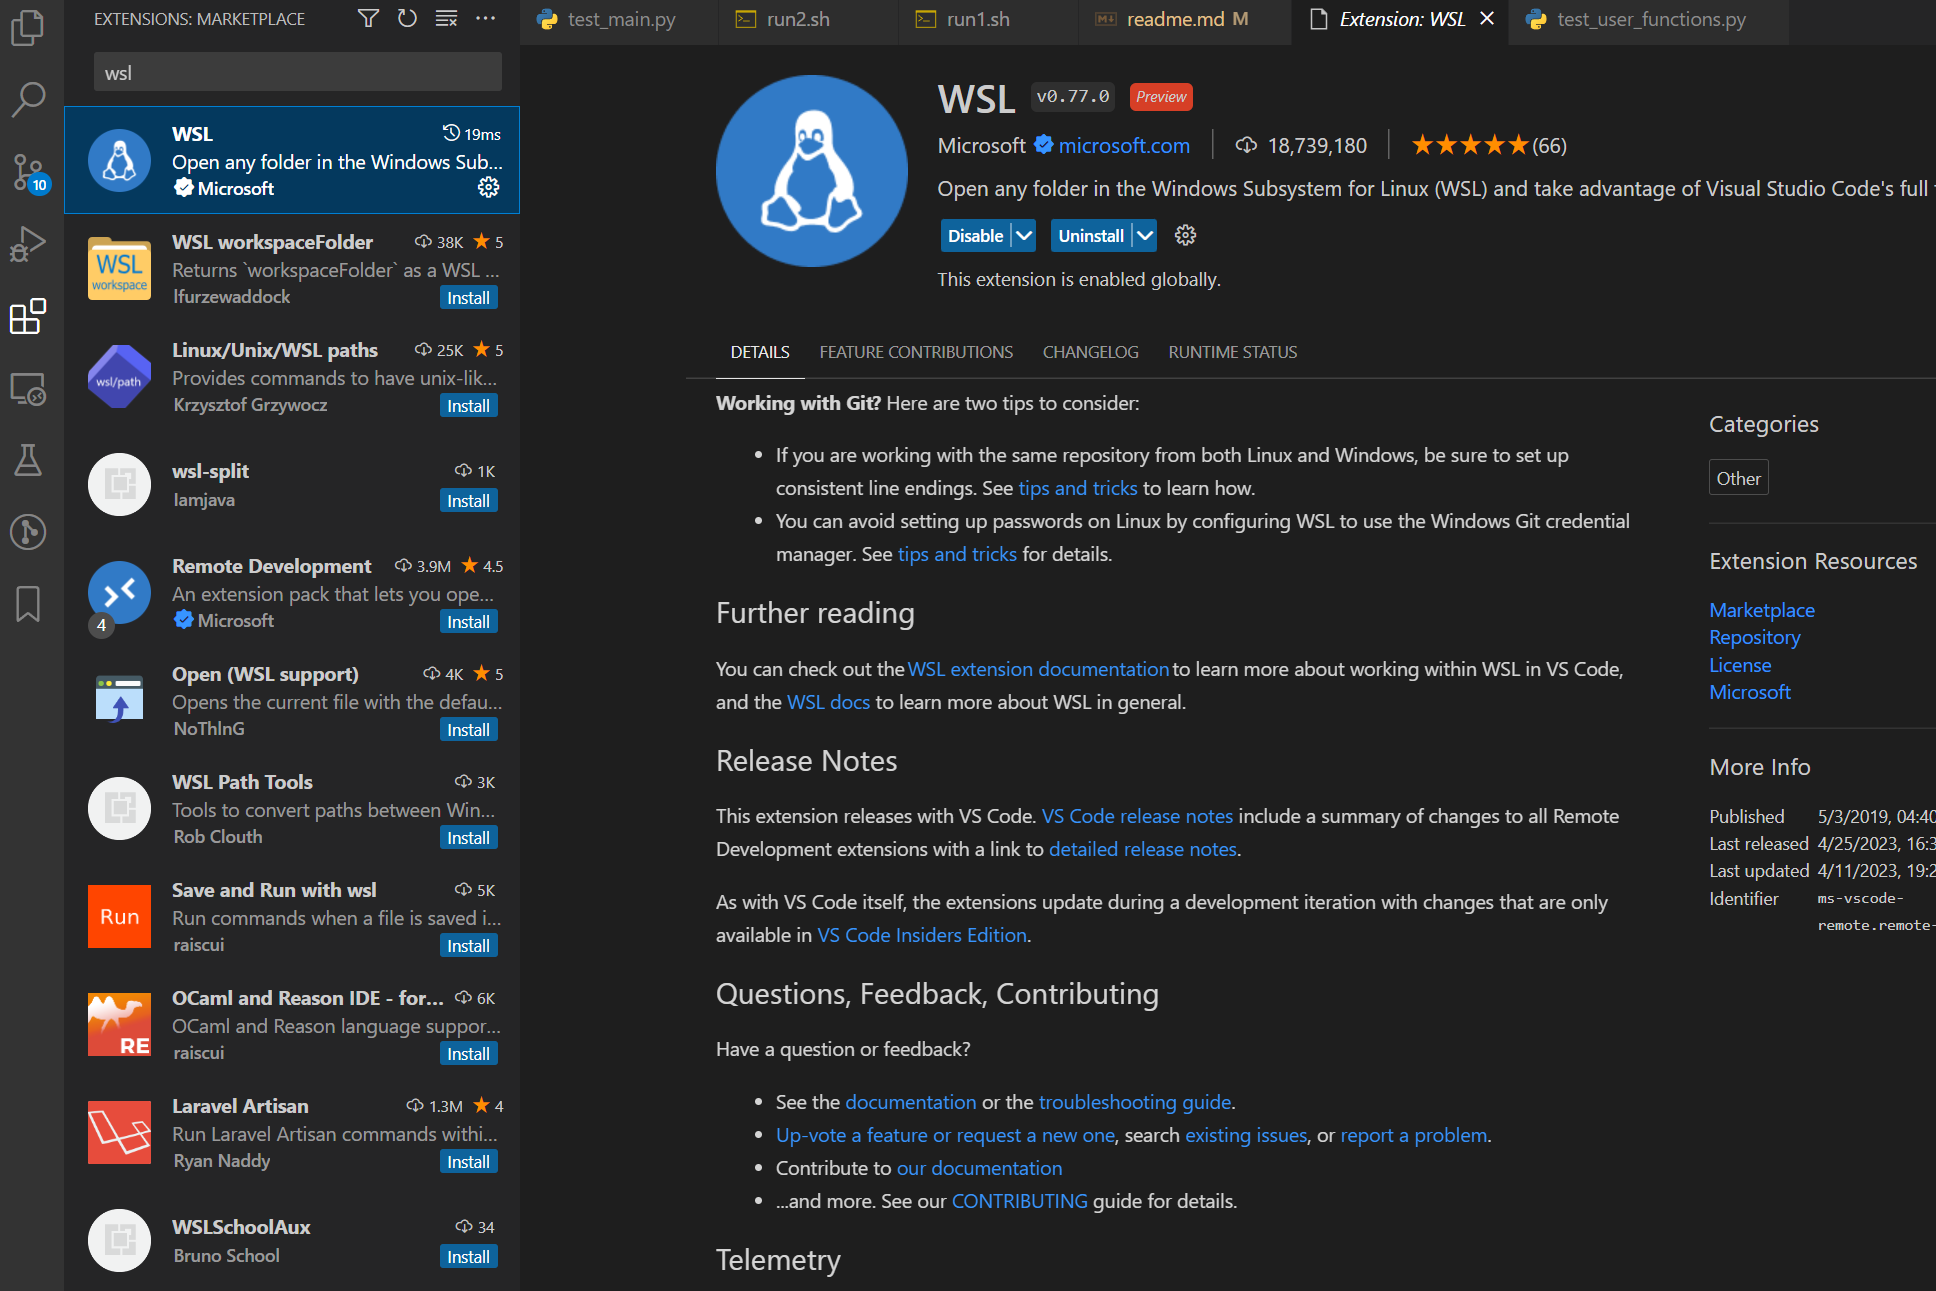 EXTENSIONS: MARKETPLACE
wsl
10
WSL 19ms
Open any folder in the Windows Sub...
Microsoft
WSL workspaceFolder 38K 5
Returns `workspaceFolder` as a WSL ...
lfurzewaddock Install
WSL
workspace
Linux/Unix/WSL paths 25K 5
Provides commands to have unix-lik...
Krzysztof Grzywocz Install
wsl/path
wsl-split 1K
Iamjava Install
Remote Development 3.9M 4.5
An extension pack that lets you ope...
Microsoft Install
4
Open (WSL support) 4K 5
Opens the current file with the defau...
NoThInG Install
WSL Path Tools 3K
Tools to convert paths between Win...
Rob Clouth Install
Save and Run with wsl 5K
Run commands when a file is saved i...
raiscui Install
Run
OCaml and Reason IDE - for... 6K
OCaml and Reason language suppor...
raiscui Install
RE
Laravel Artisan 1.3M 4
Run Laravel Artisan commands withi...
Ryan Naddy Install
WSLSchoolAux 34
Bruno School Install
test_main.py run2.sh run1.sh readme.md M Extension: WSL test_user_functions.py
WSL v0.77.0 Preview
Microsoft microsoft.com 18,739,180 (66)
Open any folder in the Windows Subsystem for Linux (WSL) and take advantage of Visual Studio Code's full
Disable Uninstall
This extension is enabled globally.
DETAILS FEATURE CONTRIBUTIONS CHANGELOG RUNTIME STATUS
Working with Git? Here are two tips to consider:
• If you are working with the same repository from both Linux and Windows, be sure to set up
consistent line endings. See tips and tricks to learn how.
• You can avoid setting up passwords on Linux by configuring WSL to use the Windows Git credential
manager. See tips and tricks for details.
Further reading
You can check out the WSL extension documentation to learn more about working within WSL in VS Code,
and the WSL docs to learn more about WSL in general.
Release Notes
This extension releases with VS Code. VS Code release notes include a summary of changes to all Remote
Development extensions with a link to detailed release notes.
As with VS Code itself, the extensions update during a development iteration with changes that are only
available in VS Code Insiders Edition.
Questions, Feedback, Contributing
Have a question or feedback?
• See the documentation or the troubleshooting guide.
• Up-vote a feature or request a new one, search existing issues, or report a problem.
• Contribute to our documentation
• ...and more. See our CONTRIBUTING guide for details.
Telemetry
Categories
Other
Extension Resources
Marketplace
Repository
License
Microsoft
More Info
Published 5/3/2019, 04:40
Last released 4/25/2023, 16:3
Last updated 4/11/2023, 19:2
Identifier ms-vscode-
remote.remote-